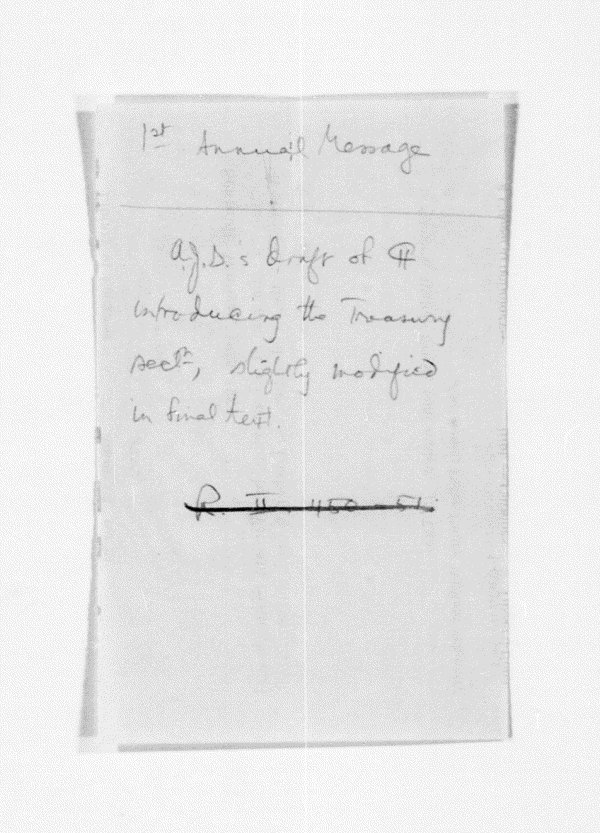 1st Annual Message
A.J.D.'s draft of ¶
introducing the Treasury
sectn, slightly modified
in final text.
R. II. 450-51.